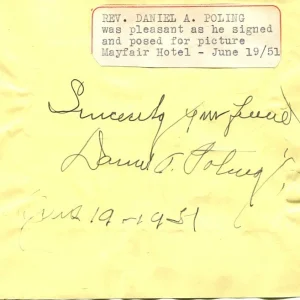 REV. DANIEL A. POLING
was pleasant as he signed
and posed for picture
Mayfair Hotel - June 19/51
Sincerely your friend
Daniel A. Poling
June 19-1951